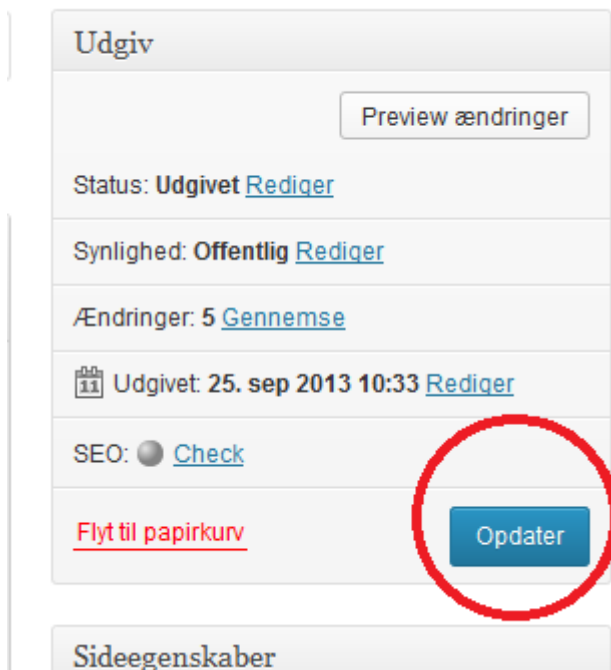 Udgiv
Preview ændringer
Status: Udgivet Rediger
Synlighed: Offentlig Rediger
Ændringer: 5 Gennemse
11 Udgivet: 25. sep 2013 10:33 Rediger
SEO: Check
Flyt til papirkurv
Opdater
Sideegenskaber